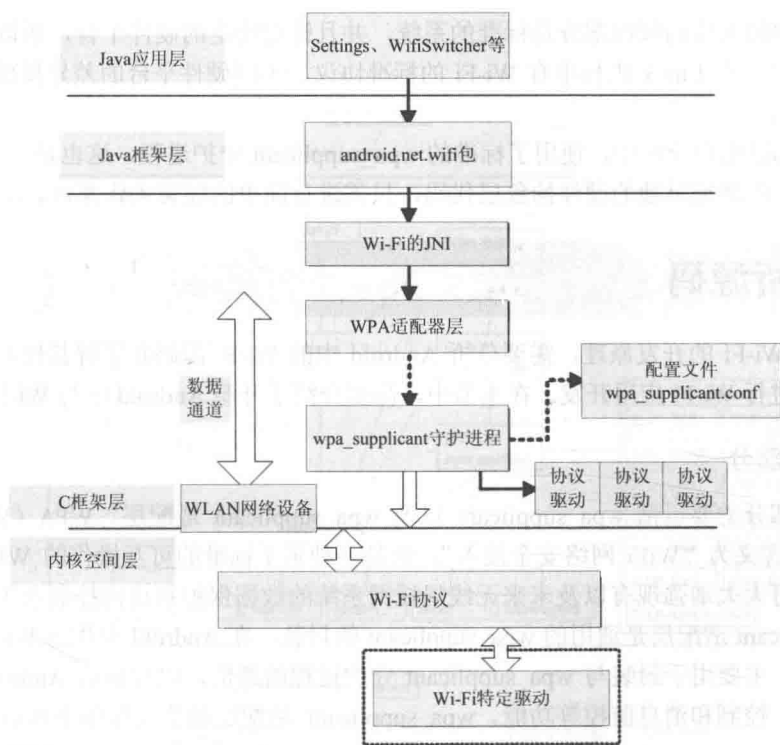 Java应用层
Settings、WifiSwitcher等
Java框架层
android.net.wifi包
Wi-Fi的JNI
WPA适配器层
数据
通道
配置文件
wpa_supplicant.conf
wpa_supplicant守护进程
协议
驱动
协议
驱动
协议
驱动
C框架层
WLAN网络设备
内核空间层
Wi-Fi协议
Wi-Fi特定驱动